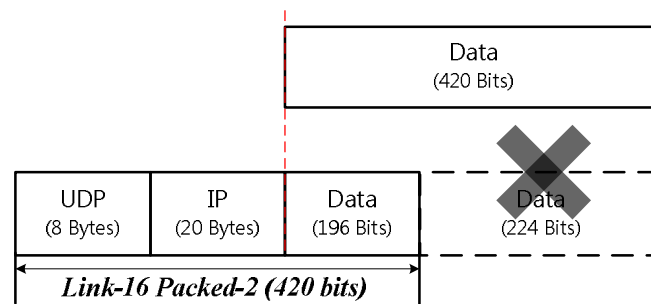 Data
(420 Bits)
UDP
(8 Bytes)
IP
(20 Bytes)
Data
(196 Bits)
Data
(224 Bits)
Link-16 Packed-2 (420 bits)